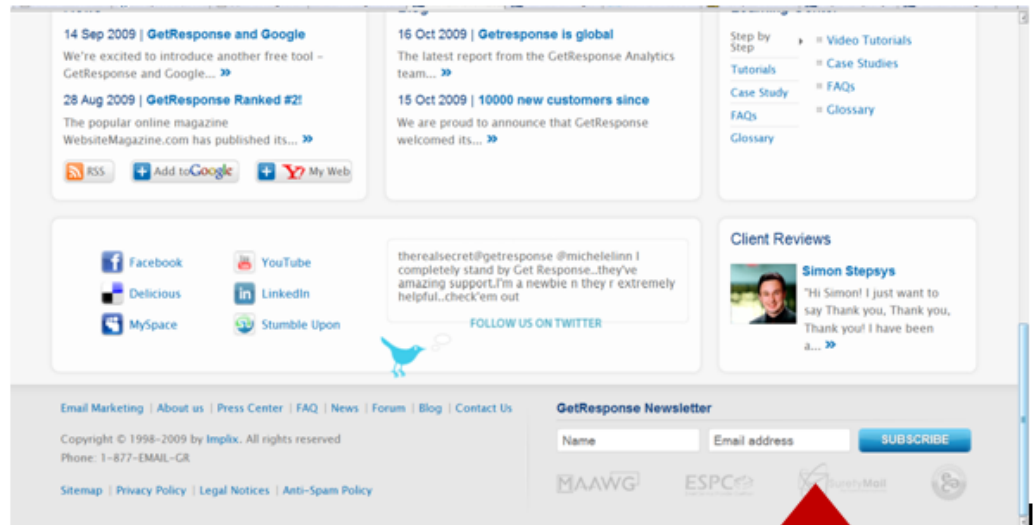 14 Sep 2009 | GetResponse and Google
We're excited to introduce another free tool –
GetResponse and Google... »
28 Aug 2009 | GetResponse Ranked #2!
The popular online magazine
WebsiteMagazine.com has published its... »
RSS
Add to Google
Y! My Web
16 Oct 2009 | Getresponse is global
The latest report from the GetResponse Analytics
team... »
15 Oct 2009 | 10000 new customers since
We are proud to announce that GetResponse
welcomed its... »
Learning Center
Step by
Step
Tutorials
Case Study
FAQs
Glossary
Video Tutorials
Case Studies
FAQs
Glossary
Facebook
Delicious
MySpace
YouTube
LinkedIn
Stumble Upon
therealsecret@getresponse @michelelinn I
completely stand by Get Response..they've
amazing support.I'm a newbie n they r extremely
helpful..check'em out
FOLLOW US ON TWITTER
Client Reviews
Simon Stepsys
"Hi Simon! I just want to
say Thank you, Thank you,
Thank you! I have been
a... »
Email Marketing | About us | Press Center | FAQ | News | Forum | Blog | Contact Us
Copyright © 1998-2009 by Implix. All rights reserved
Phone: 1-877-EMAIL-GR
Sitemap | Privacy Policy | Legal Notices | Anti-Spam Policy
GetResponse Newsletter
Name
Email address
SUBSCRIBE
MAAWG
ESPC
SuretyMail